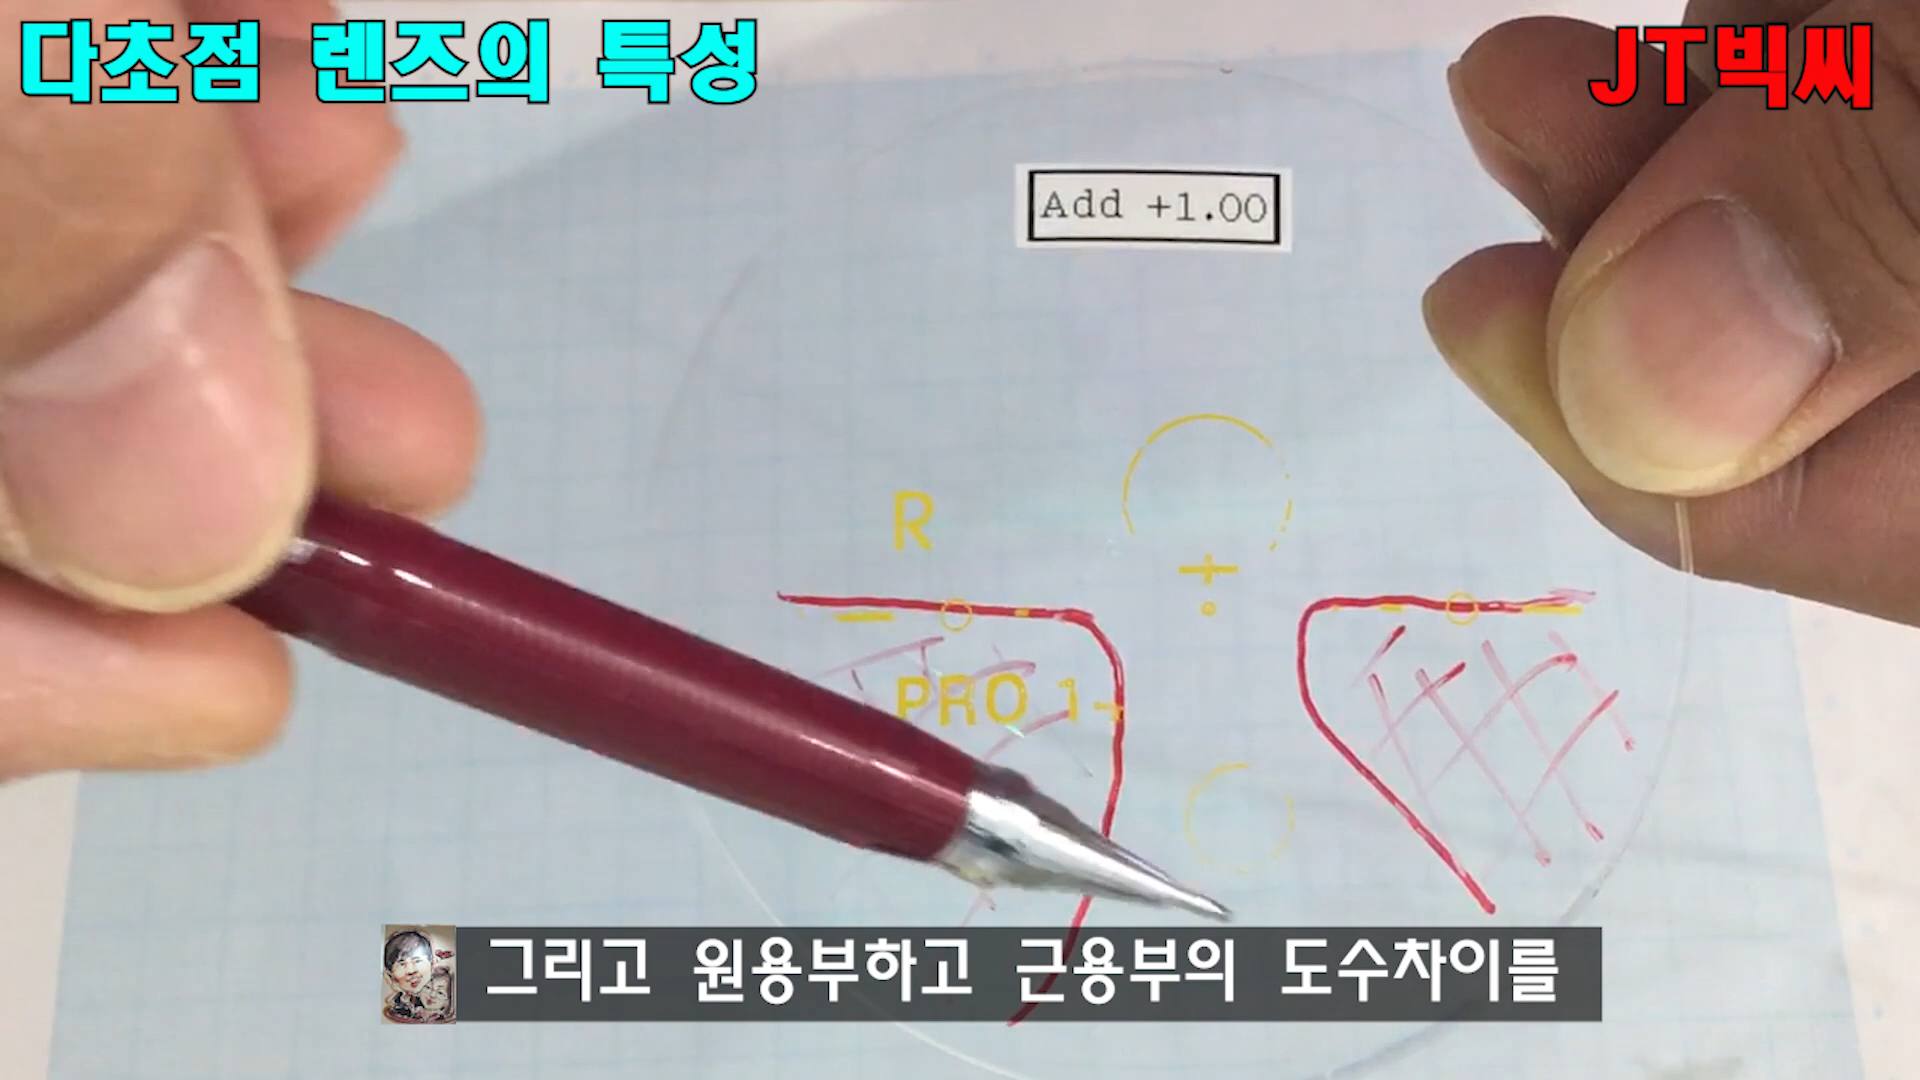 다초점 렌즈의 특성
JT빅씨
Add +1.00
R
PRO 1
그리고 원용부하고 근용부의 도수차이를